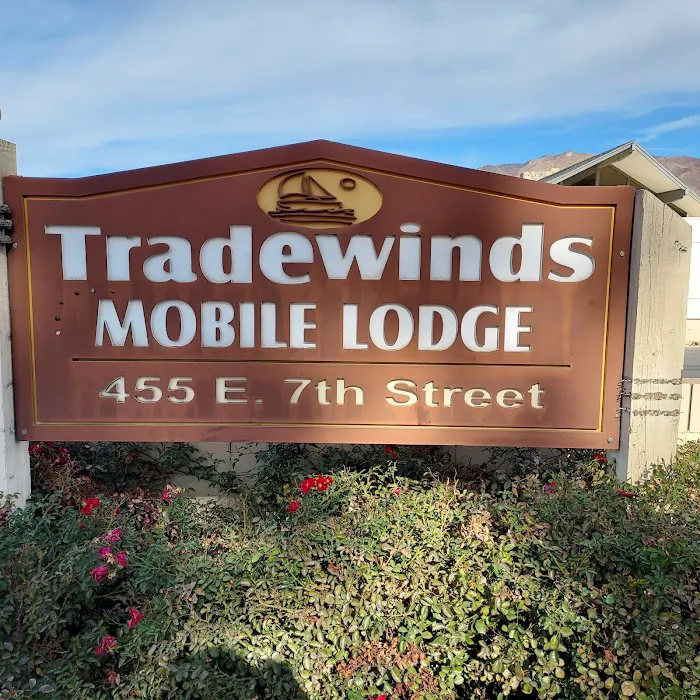 Tradewinds
MOBILE LODGE
455 E. 7th Street